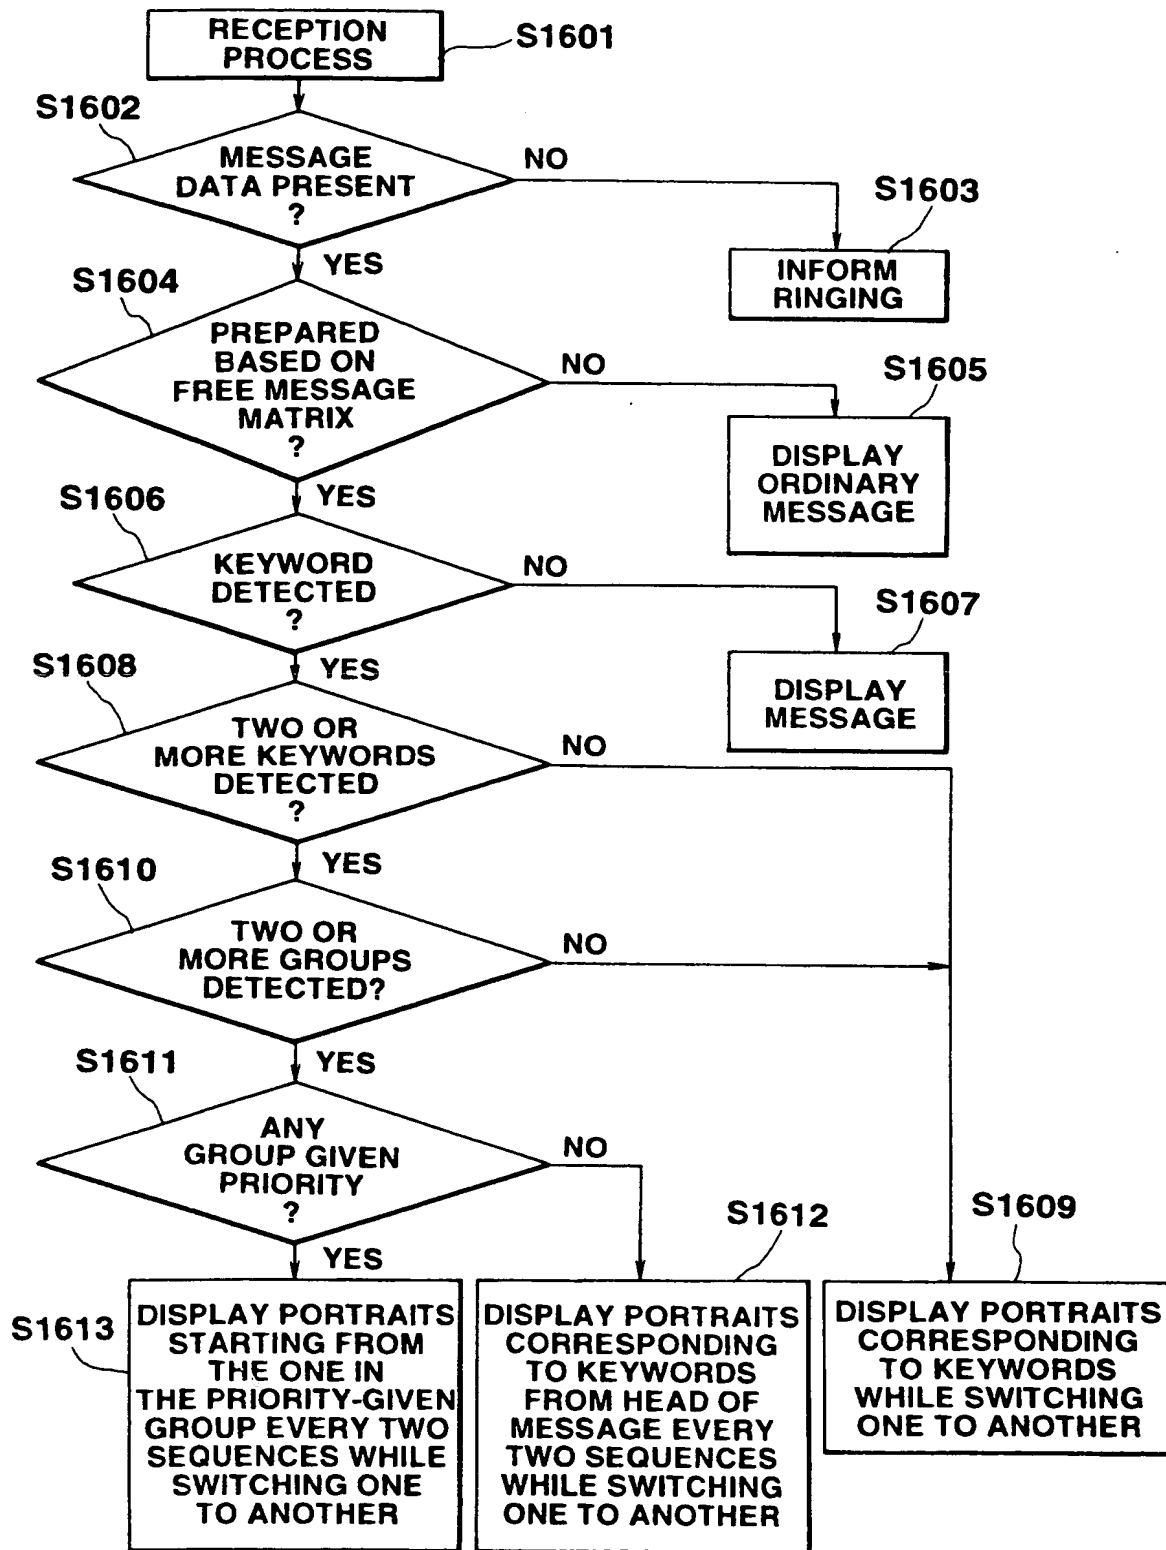 RECEPTION
PROCESS
S1601
S1602
MESSAGE
DATA PRESENT
?
NO
S1603
INFORM
RINGING
YES
S1604
PREPARED
BASED ON
FREE MESSAGE
MATRIX
?
NO
S1605
DISPLAY
ORDINARY
MESSAGE
YES
S1606
KEYWORD
DETECTED
?
NO
S1607
DISPLAY
MESSAGE
YES
S1608
TWO OR
MORE KEYWORDS
DETECTED
?
NO
YES
S1610
TWO OR
MORE GROUPS
DETECTED?
NO
YES
S1611
ANY
GROUP GIVEN
PRIORITY
?
NO
YES
S1613
DISPLAY PORTRAITS
STARTING FROM
THE ONE IN
THE PRIORITY-GIVEN
GROUP EVERY TWO
SEQUENCES WHILE
SWITCHING ONE
TO ANOTHER
S1612
DISPLAY PORTRAITS
CORRESPONDING
TO KEYWORDS
FROM HEAD OF
MESSAGE EVERY
TWO SEQUENCES
WHILE SWITCHING
ONE TO ANOTHER
S1609
DISPLAY PORTRAITS
CORRESPONDING
TO KEYWORDS
WHILE SWITCHING
ONE TO ANOTHER